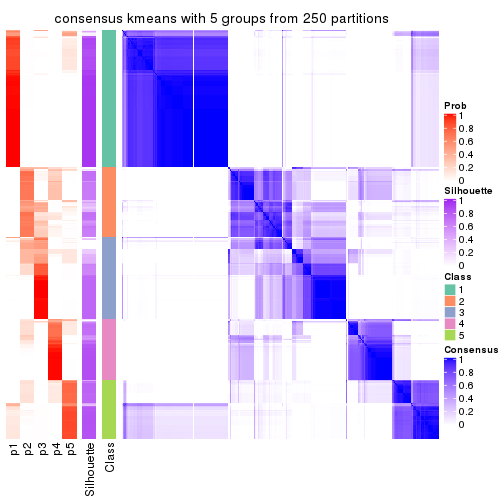 consensus kmeans with 5 groups from 250 partitions
Prob
1
0.8
0.6
0.4
0.2
0
Silhouette
1
0.8
0.6
0.4
0.2
0
Class
1
2
3
4
5
Consensus
1
0.8
0.6
0.4
0.2
0
p1
p2
p3
p4
p5
Silhouette
Class